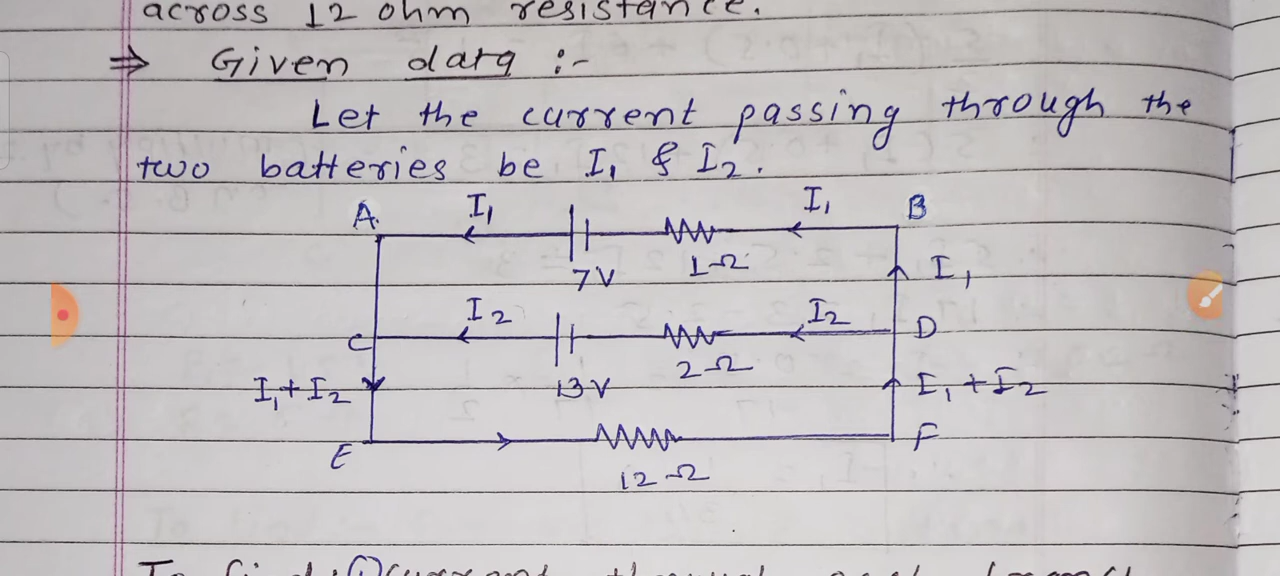 across 12 ohm resistance.
⇒ Given data :-
Let the current passing through the
two batteries be I₁ & I₂.
A I₁ I₁ B
7V 1Ω I₁
C I₂ I₂ D
13V 2Ω
I₁+I₂ I₁+I₂
E F
12Ω